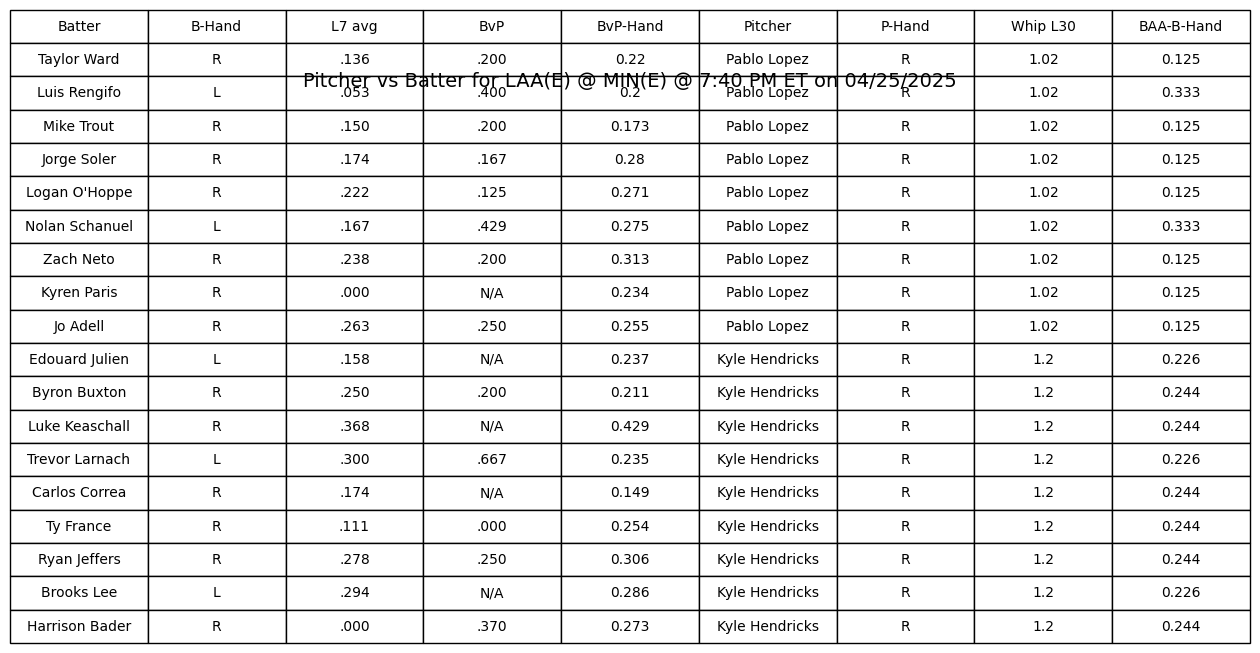 Batter B-Hand L7 avg BvP BvP-Hand Pitcher P-Hand Whip L30 BAA-B-Hand
Taylor Ward R .136 .200 0.22 Pablo Lopez R 1.02 0.125
Pitcher vs Batter for LAA(E) @ MIN(E) @ 7:40 PM ET on 04/25/2025
Luis Rengifo L .053 .400 0.2 Pablo Lopez R 1.02 0.333
Mike Trout R .150 .200 0.173 Pablo Lopez R 1.02 0.125
Jorge Soler R .174 .167 0.28 Pablo Lopez R 1.02 0.125
Logan O'Hoppe R .222 .125 0.271 Pablo Lopez R 1.02 0.125
Nolan Schanuel L .167 .429 0.275 Pablo Lopez R 1.02 0.333
Zach Neto R .238 .200 0.313 Pablo Lopez R 1.02 0.125
Kyren Paris R .000 N/A 0.234 Pablo Lopez R 1.02 0.125
Jo Adell R .263 .250 0.255 Pablo Lopez R 1.02 0.125
Edouard Julien L .158 N/A 0.237 Kyle Hendricks R 1.2 0.226
Byron Buxton R .250 .200 0.211 Kyle Hendricks R 1.2 0.244
Luke Keaschall R .368 N/A 0.429 Kyle Hendricks R 1.2 0.244
Trevor Larnach L .300 .667 0.235 Kyle Hendricks R 1.2 0.226
Carlos Correa R .174 N/A 0.149 Kyle Hendricks R 1.2 0.244
Ty France R .111 .000 0.254 Kyle Hendricks R 1.2 0.244
Ryan Jeffers R .278 .250 0.306 Kyle Hendricks R 1.2 0.244
Brooks Lee L .294 N/A 0.286 Kyle Hendricks R 1.2 0.226
Harrison Bader R .000 .370 0.273 Kyle Hendricks R 1.2 0.244